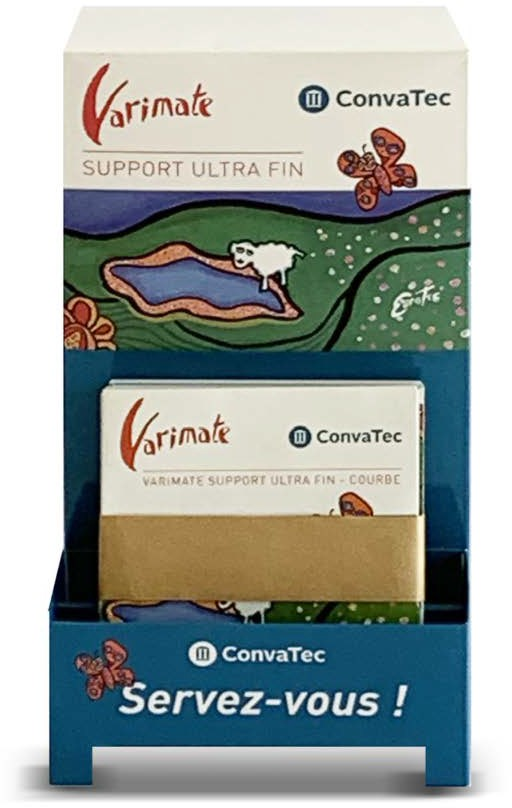 Varimate
ConvaTec
SUPPORT ULTRA FIN
Varimate
ConvaTec
VARIMATE SUPPORT ULTRA FIN - COURBE
ConvaTec
Servez-vous !